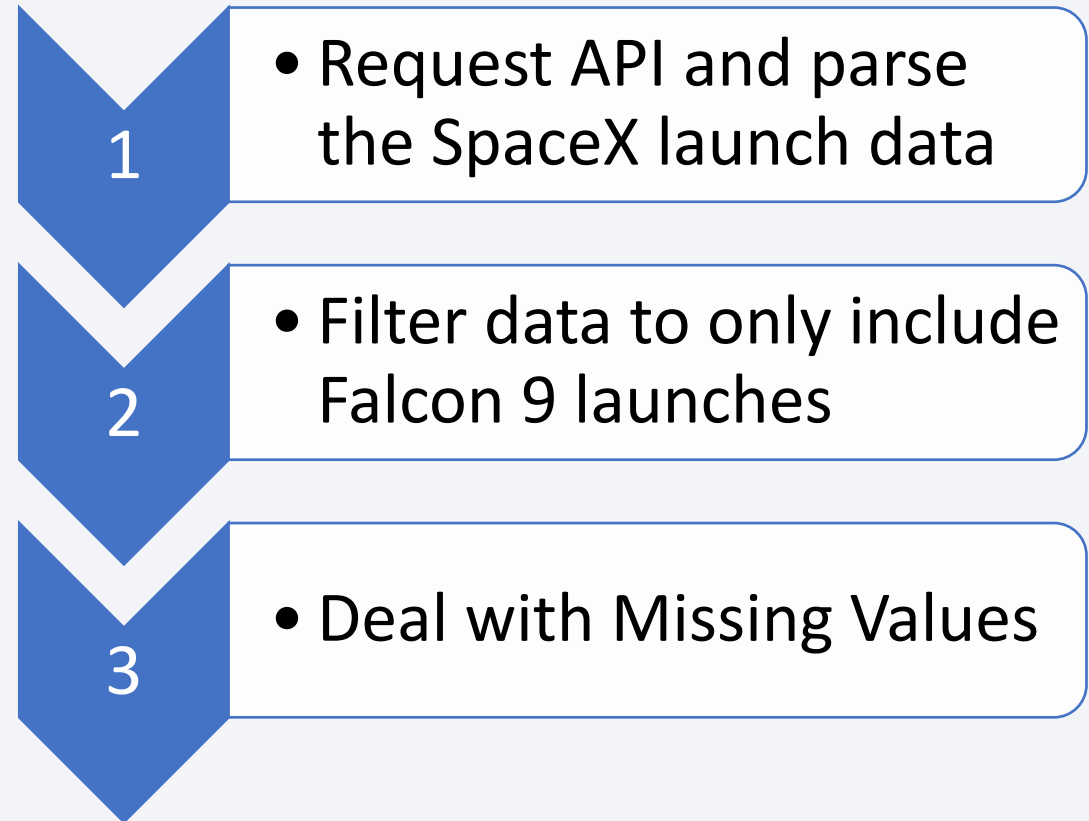 1
• Request API and parse
the SpaceX launch data
2
• Filter data to only include
Falcon 9 launches
3
• Deal with Missing Values